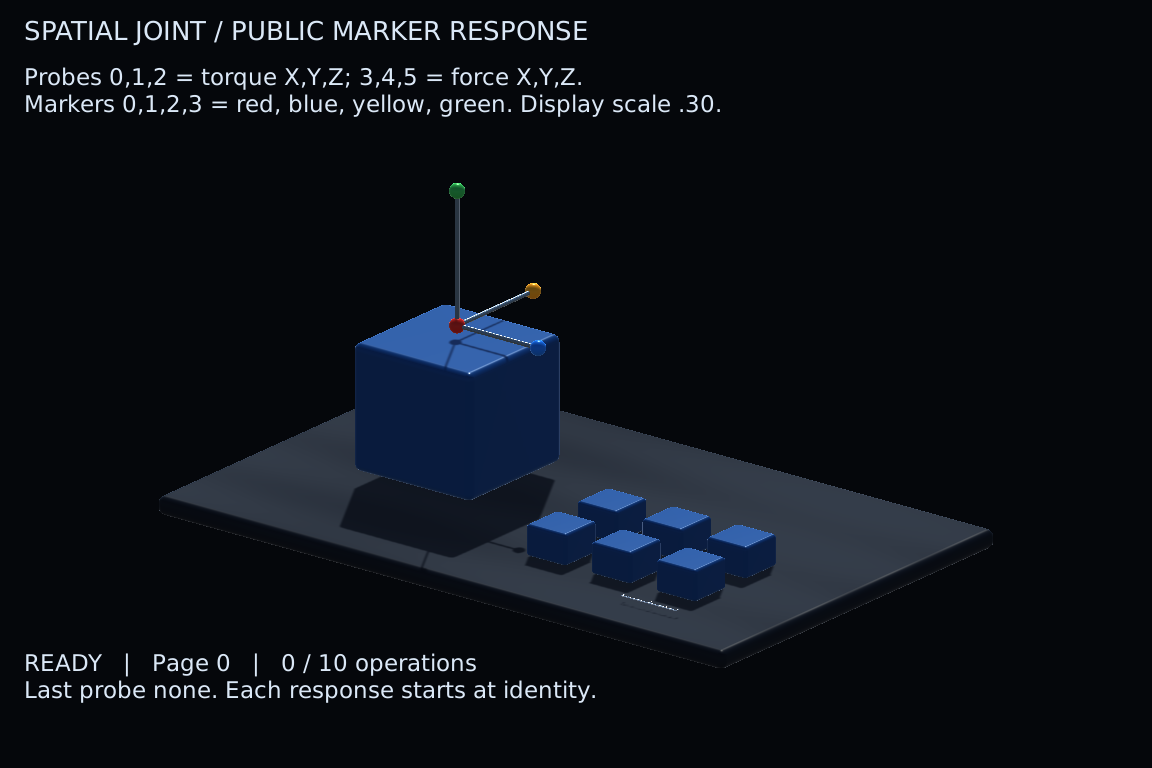 SPATIAL JOINT / PUBLIC MARKER RESPONSE
Probes 0,1,2 = torque X,Y,Z; 3,4,5 = force X,Y,Z.
Markers 0,1,2,3 = red, blue, yellow, green. Display scale .30.
READY | Page 0 | 0 / 10 operations
Last probe none. Each response starts at identity.